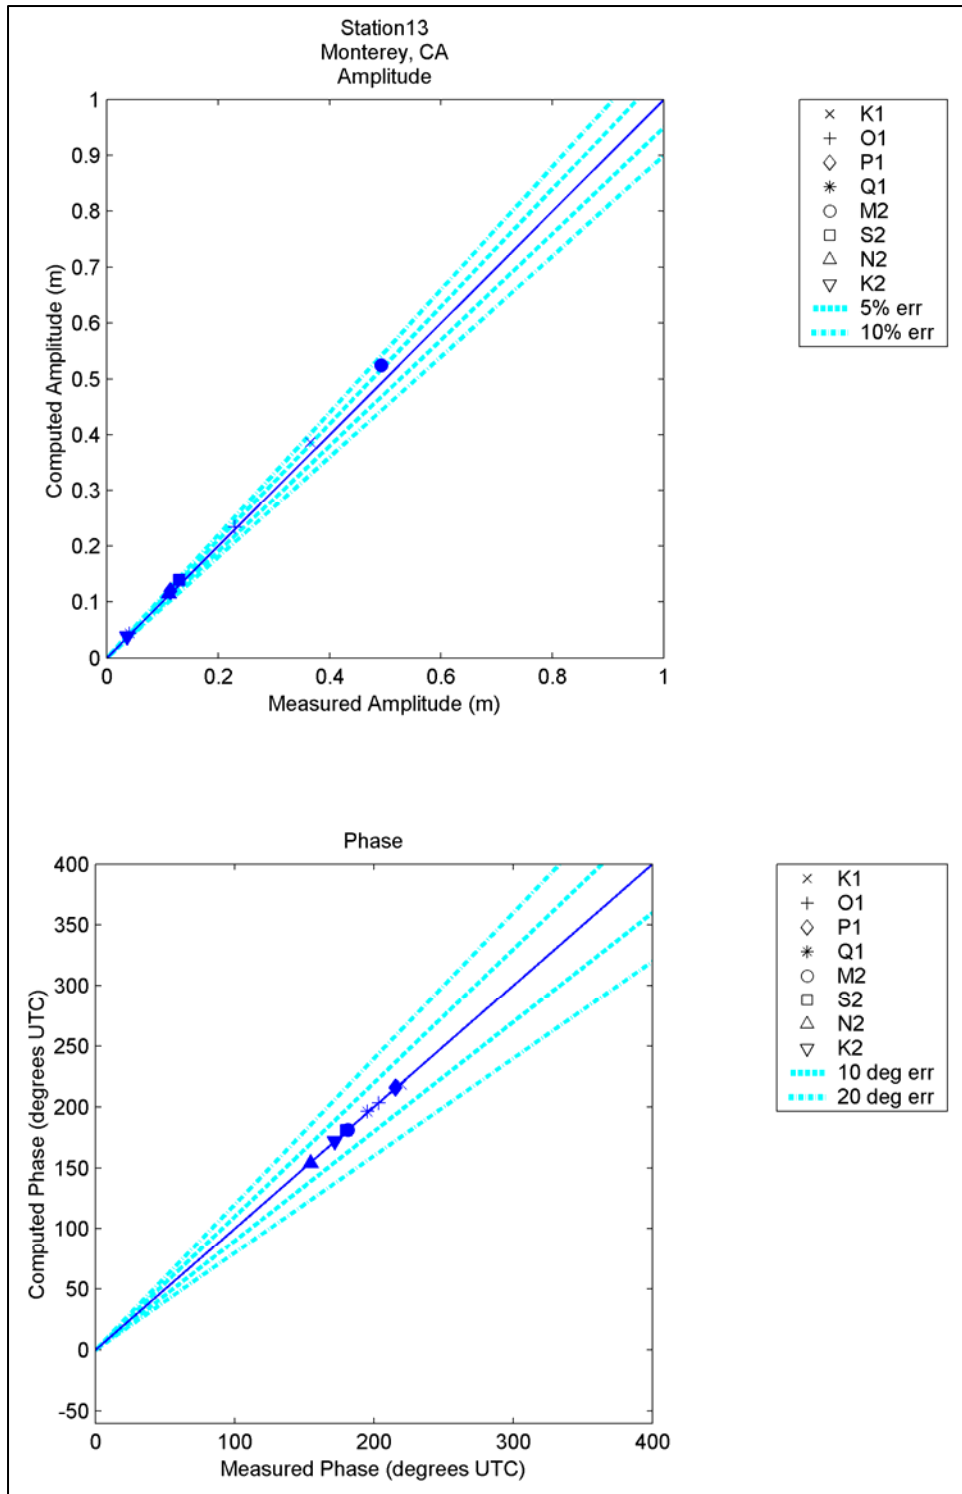 Station13
Monterey, CA
Amplitude
1
0.9
0.8
0.7
0.6
0.5
0.4
0.3
0.2
0.1
0
0
0.2
0.4
0.6
0.8
1
Computed Amplitude (m)
Measured Amplitude (m)
K1
O1
P1
Q1
M2
S2
N2
K2
5% err
10% err
Phase
400
350
300
250
200
150
100
50
0
-50
0
100
200
300
400
Computed Phase (degrees UTC)
Measured Phase (degrees UTC)
K1
O1
P1
Q1
M2
S2
N2
K2
10 deg err
20 deg err